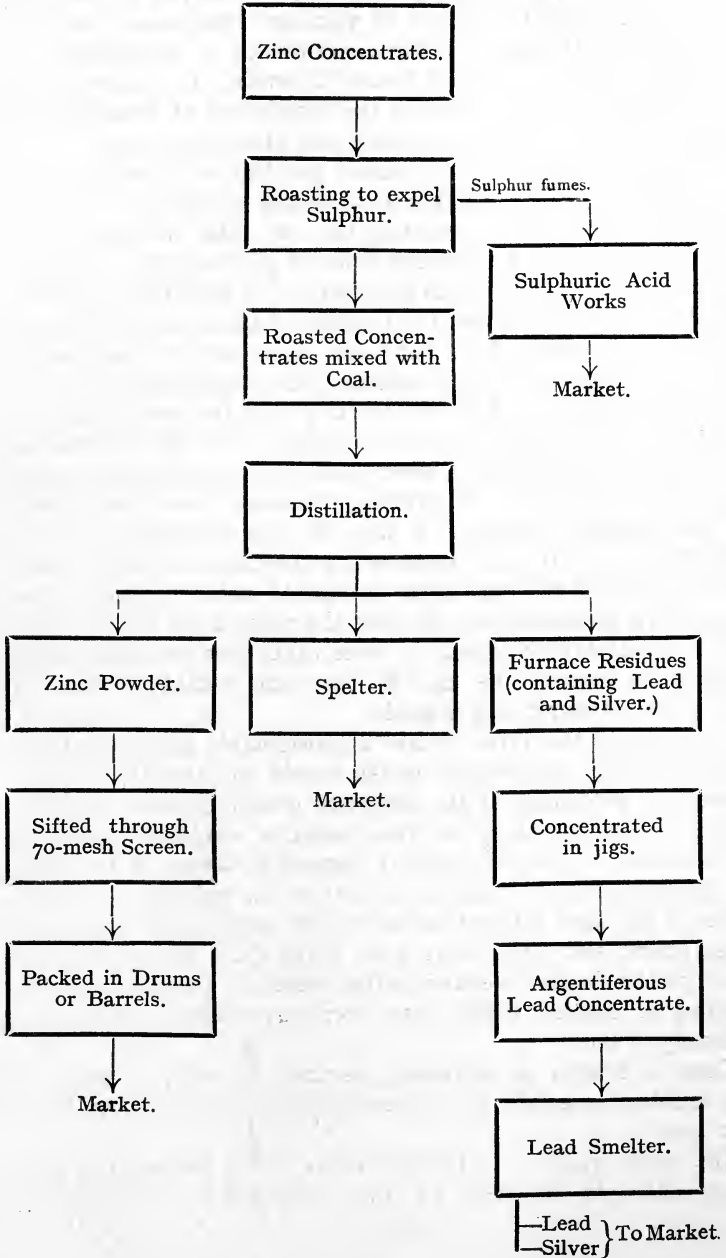 Zinc Concentrates.
Roasting to expel
Sulphur.
Sulphur fumes.
Sulphuric Acid
Works
Market.
Roasted Concen-
trates mixed with
Coal.
Distillation.
Zinc Powder.
Spelter.
Furnace Residues
(containing Lead
and Silver.)
Market.
Sifted through
70-mesh Screen.
Concentrated
in jigs.
Packed in Drums
or Barrels.
Argentiferous
Lead Concentrate.
Market.
Lead Smelter.
Lead
Silver
} To Market.